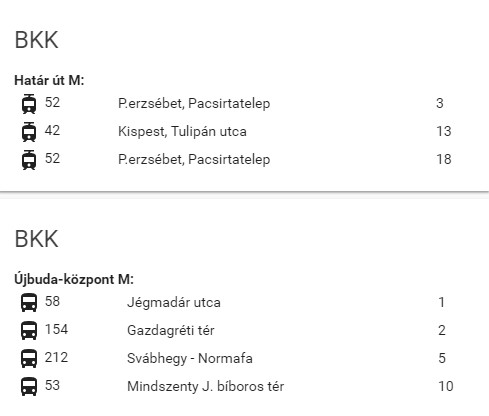 BKK
Határ út M:
52 P.erzsébet, Pacsirtatelep 3
42 Kispest, Tulipán utca 13
52 P.erzsébet, Pacsirtatelep 18
BKK
Újbuda-központ M:
58 Jégmadár utca 1
154 Gazdagréti tér 2
212 Svábhegy - Normafa 5
53 Mindszenty J. bíboros tér 10